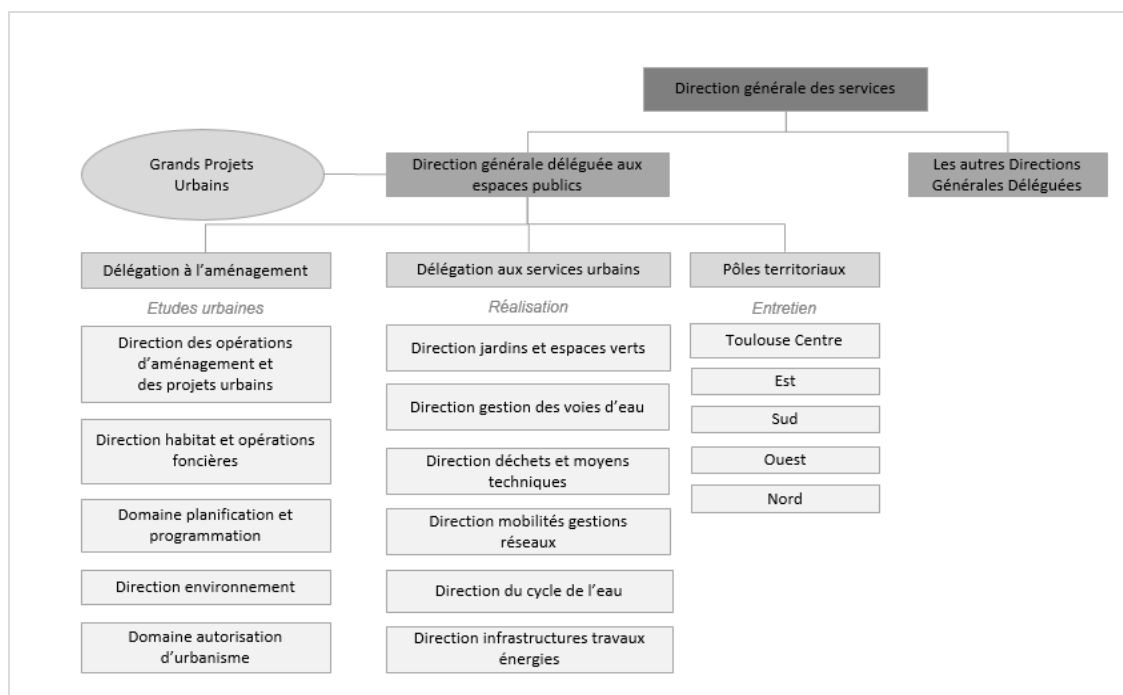 Direction générale des services
Grands Projets
Urbains
Direction générale déléguée aux
espaces publics
Les autres Directions
Générales Déléguées
Délégation à l'aménagement
Etudes urbaines
Direction des opérations
d'aménagement et
des projets urbains
Direction habitat et opérations
foncières
Domaine planification et
programmation
Direction environnement
Domaine autorisation
d'urbanisme
Délégation aux services urbains
Réalisation
Direction jardins et espaces verts
Direction gestion des voies d'eau
Direction déchets et moyens
techniques
Direction mobilités gestions
réseaux
Direction du cycle de l'eau
Direction infrastructures travaux
énergies
Pôles territoriaux
Entretien
Toulouse Centre
Est
Sud
Ouest
Nord